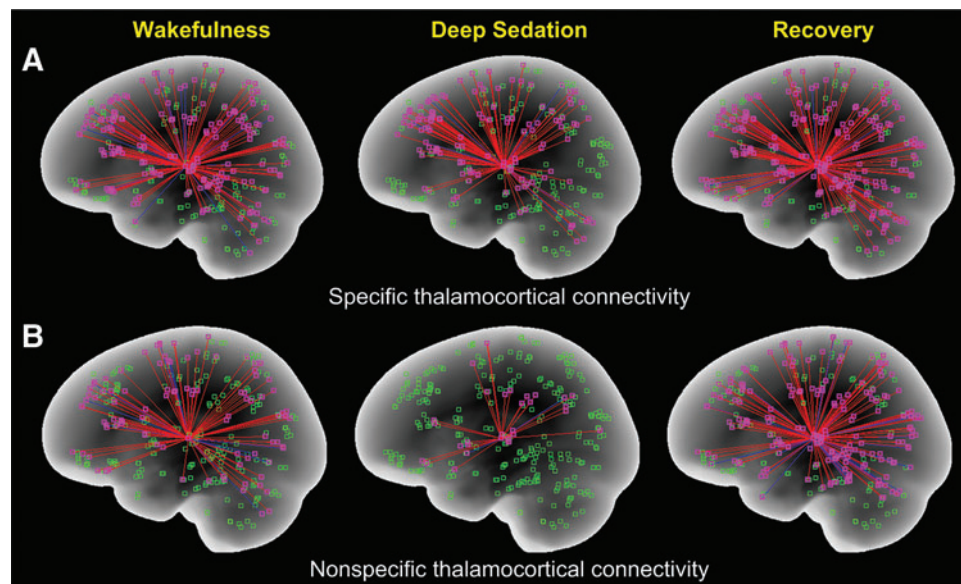 Wakefulness Deep Sedation Recovery
A
Specific thalamocortical connectivity
B
Nonspecific thalamocortical connectivity